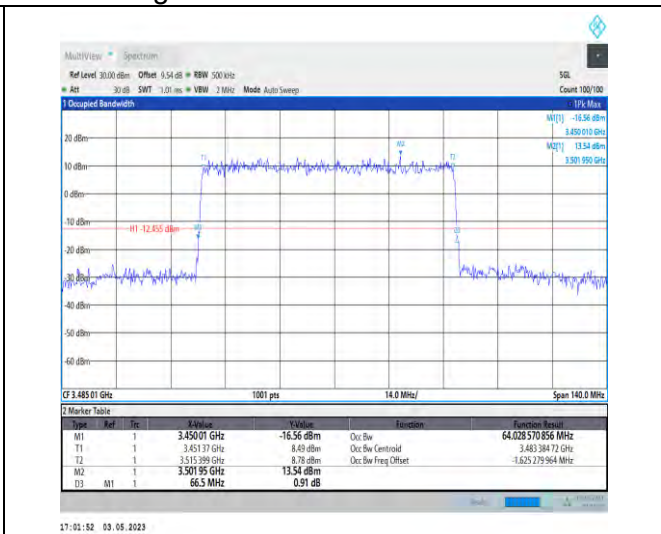 MultiView Spectrum
Ref Level 30.00 dBm Offset 9.54 dB RBW 500 kHz SGL
Att 30 dB SWT 1.01 ms VBW 2 MHz Mode Auto Sweep Count 100/100
1 Occupied Bandwidth 1Pk Max
M1[1] -16.56 dBm
3.450 010 GHz
20 dBm
M2[1] 13.54 dBm
3.501 950 GHz
M2
T1 T2
10 dBm
0 dBm
-10 dBm
H1 -12.455 dBm M1 D3
-20 dBm
-30 dBm
-40 dBm
-50 dBm
-60 dBm
CF 3.485 01 GHz 1001 pts 14.0 MHz/ Span 140.0 MHz
2 Marker Table
Type Ref Trc X-Value Y-Value Function Function Result
M1 1 3.450 01 GHz -16.56 dBm Occ Bw 64.028 570 856 MHz
T1 1 3.451 37 GHz 8.49 dBm Occ Bw Centroid 3.483 384 72 GHz
T2 1 3.515 399 GHz 8.78 dBm Occ Bw Freq Offset -1.625 279 964 MHz
M2 1 3.501 95 GHz 13.54 dBm
D3 M1 1 66.5 MHz 0.91 dB
17:01:52 03.05.2023